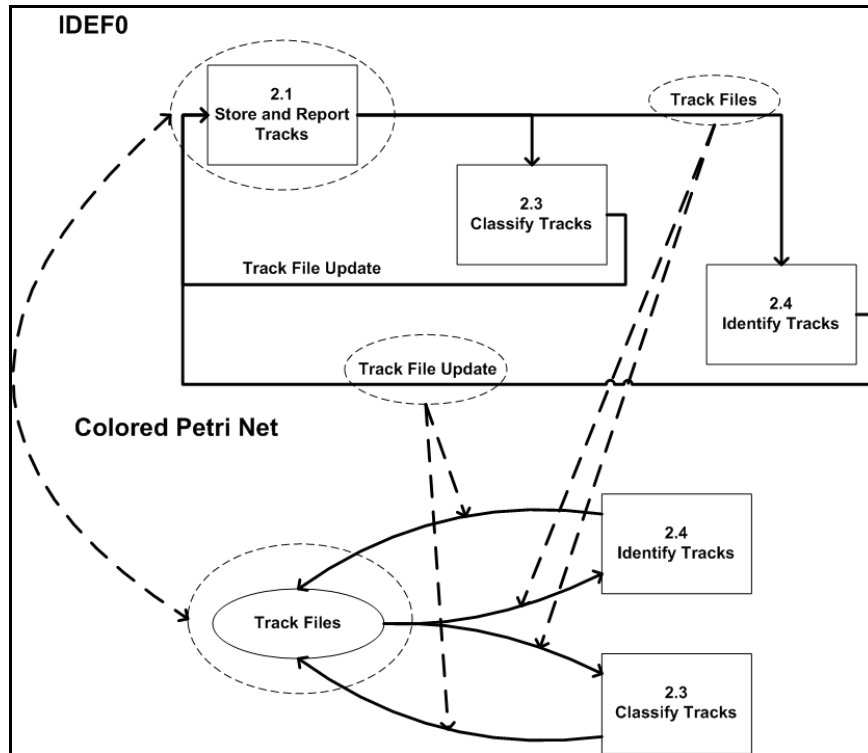 IDEF0
2.1
Store and Report
Tracks
Track Files
2.3
Classify Tracks
Track File Update
2.4
Identify Tracks
Track File Update
Colored Petri Net
2.4
Identify Tracks
Track Files
2.3
Classify Tracks